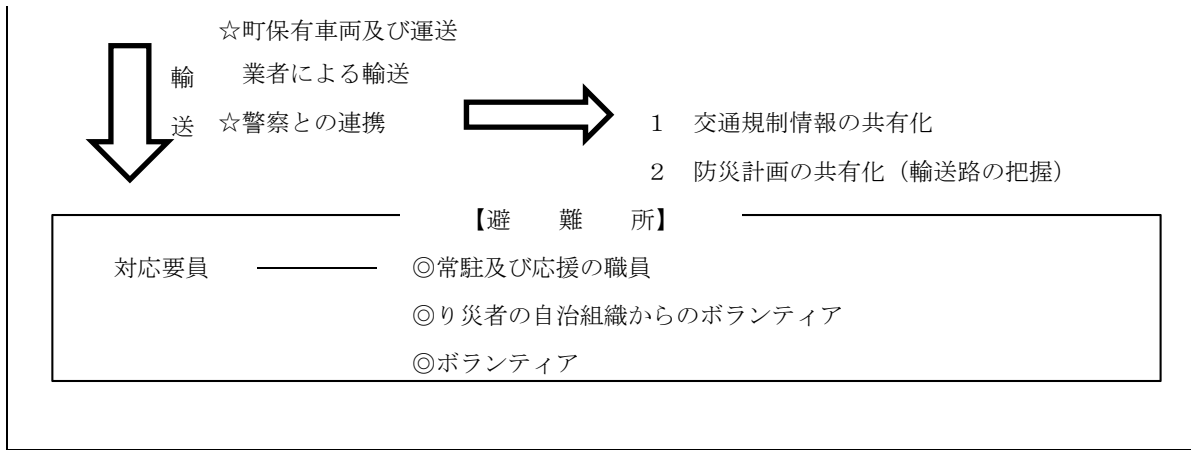 ☆町保有車両及び運送
業者による輸送
輸送
☆警察との連携
１　交通規制情報の共有化
２　防災計画の共有化（輸送路の把握）
【避　難　所】
対応要員　◎常駐及び応援の職員
◎り災者の自治組織からのボランティア
◎ボランティア